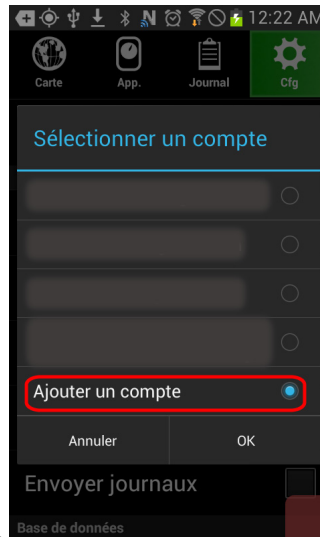 12:22 AM
Carte App. Journal Cfg
Sélectionner un compte
Ajouter un compte
Annuler OK
Envoyer journaux
Base de données